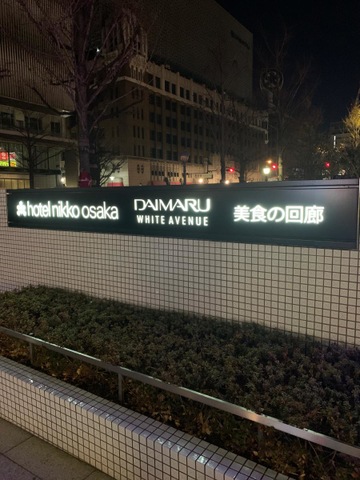 hotel nikko osaka
DAIMARU
WHITE AVENUE
美食の回廊